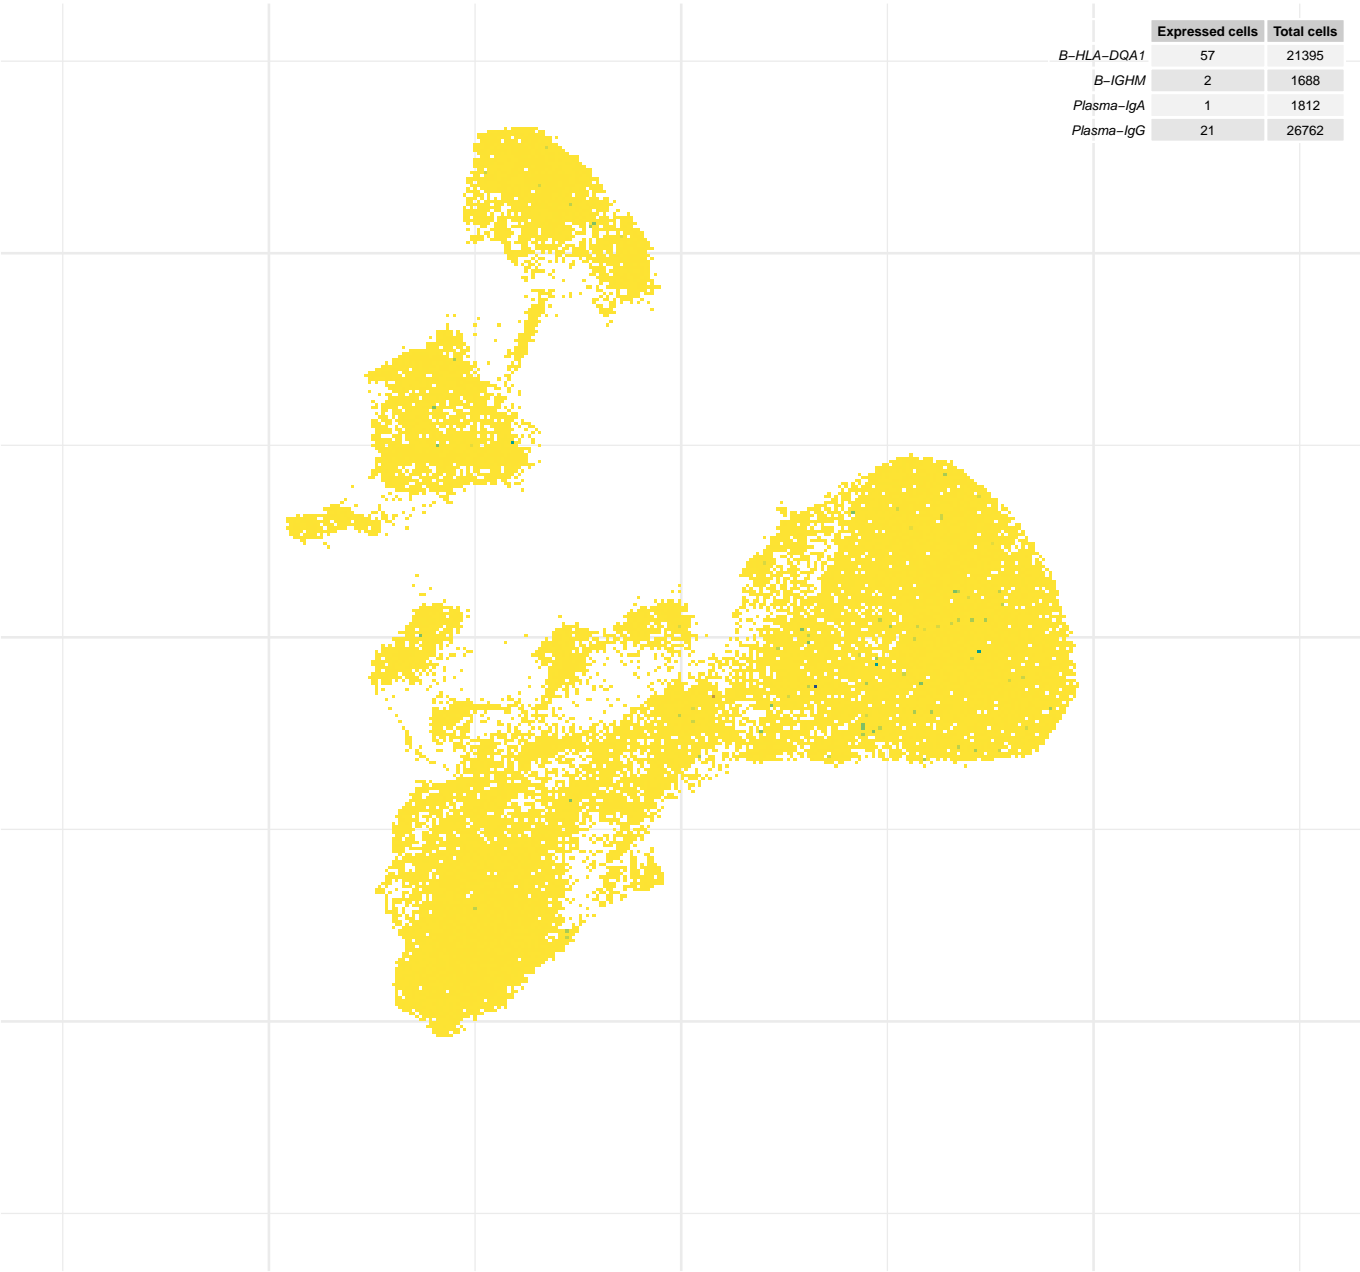 Expressed cells Total cells
B−HLA−DQA1 57 21395
B−IGHM 2 1688
Plasma−IgA 1 1812
Plasma−IgG 21 26762